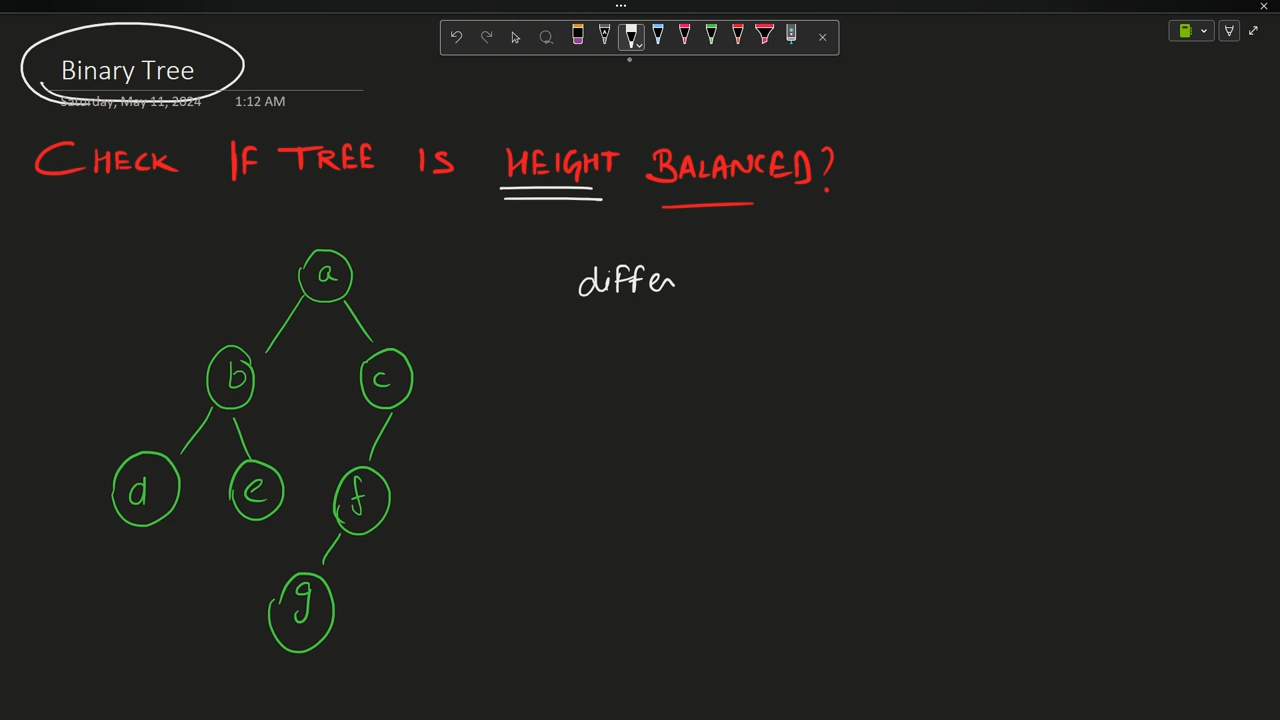 Binary Tree
Saturday, May 11, 2024 1:12 AM
CHECK IF TREE IS HEIGHT BALANCED?
a
differ
b c
d e f
g